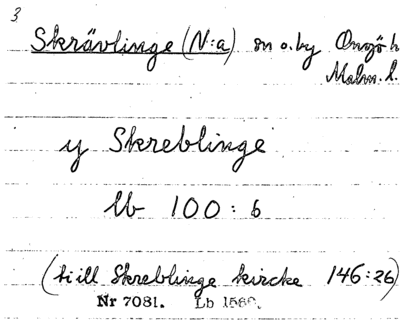 3
Skrävlinge (N:a) sn o. by Onsjö h
Malm. l.
y Skreblinge
lb 100: 6
(till Skreblinge kircke 146:26)
Nr 7081. Lb 1569.